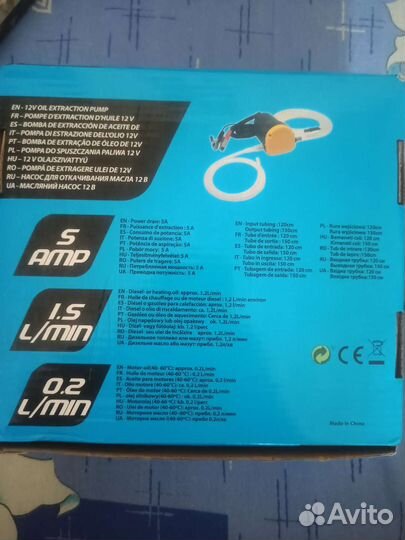 EN - 12V OIL EXTRACTION PUMP
FR - POMPE D'EXTRACTION D'HUILE 12 V
ES - BOMBA DE EXTRACCIÓN DE ACEITE DE
IT - POMPA DI ESTRAZIONE DELL'OLIO 12V
PT - BOMBA DE EXTRAÇÃO DE ÓLEO DE 12V
PL - POMPA DO SPUSZCZANIA PALIWA 12 V
HU - 12 V OLAJSZIVATTYÚ
RO - POMPĂ DE EXTRAGERE ULEI DE 12V
RU - НАСОС ДЛЯ ОТКАЧИВАНИЯ МАСЛА 12 В
UA - МАСЛЯНИЙ НАСОС 12 В
5
AMP
EN - Power draw: 5A
FR - Puissance d'extraction : 5 A
ES - Consumo de potencia: 5A
IT - Consumo di potenza: 5A
PT - Potência de aspiração: 5A
PL - Pobór mocy: 5 A
HU - Teljesítményfelvétel: 5A
RO - Putere de tragere: 5A
RU - Потребляемая мощность: 5 A
UA - Приводна потужність: 5A
EN - Input tubing: 120cm
Output tubing: 150cm
FR - Tube d'entrée : 120 cm
Tube de sortie : 150 cm
ES - Tubo de entrada: 120 cm
Tubo de salida: 150 cm
IT - Tubo in ingresso: 120 cm
Tubo in uscita: 150 cm
PT - Tubagem de entrada: 120 cm
Tubagem de saída: 150 cm
PL - Rura wejściowa: 120cm
Rura wyjściowa: 150cm
HU - Bemeneti cső: 120 cm
Kimeneti cső: 150 cm
RO - Tub de intrare: 120cm
Tub de ieșire: 150cm
RU - Входная трубка: 120 см
150 см
UA - Вхідна трубка: 120 см
Вихідна трубка: 150 см
1.5
L/MIN
EN - Diesel- or heating oil: approx. 1.2L/min
FR - Huile de chauffage ou de moteur diesel : 1,2 l/min environ
ES - Diesel o gasóleo para calefacción: aprox. 1,2 l/min
IT - Diesel o olio di riscaldamento: ca. 1,2L/min
PT - Gasóleo ou óleo de aquecimento: Cerca de 1.2L/min
PL - Olej napędowy lub olej opałowy ok. 1.2L/min
HU - Dízel- vagy fűtőolaj: kb. 1,2 l/perc
RO - Diesel: sau ulei de încălzire: aprox. 1.2L/min
RU - Дизельное топливо или мазут: прибл. 1,2 л/мин
UA - Дизельне або мазутне масло: прибл. 1,2л/хв
0.2
L/MIN
EN - Motor-oil(40- 60°C): approx. 0.2L/min
FR - Huile de moteur (40-60 °C) : 0,2 l/min
ES - Aceite para motores (40-60 °C): aprox. 0,2 l/min
IT - Olio motore (40-60 °C): ca. 0,2 L/min
PT - Óleo de motor (40-60 °C): Cerca de 0.2L/min
PL - olej silnikowy(40-60 °C): ok. 0.2L/min
HU - Motorolaj (40-60 °C): kb. 0,2 l/perc
RO - Ulei de motor (40-60 °C): aprox. 0.2L/min
RU - Моторное масло (40-60 °C): прибл. 0,2 л/мин
UA - Моторне масло (40-60°C): прибл. 0,2л/хв
CE
Made in China
Avito